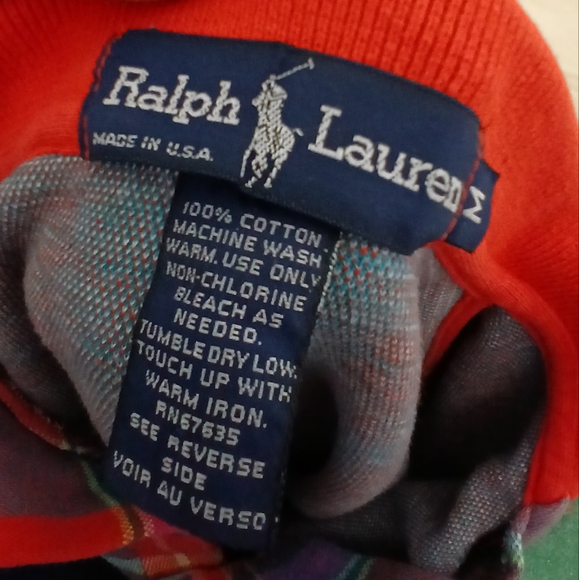 Ralph Lauren
MADE IN U.S.A.
M
100% COTTON
MACHINE WASH
WARM. USE ONLY
NON-CHLORINE
BLEACH AS
NEEDED.
TUMBLE DRY LOW.
TOUCH UP WITH
WARM IRON.
RN67635
SEE REVERSE
SIDE
VOIR AU VERSO